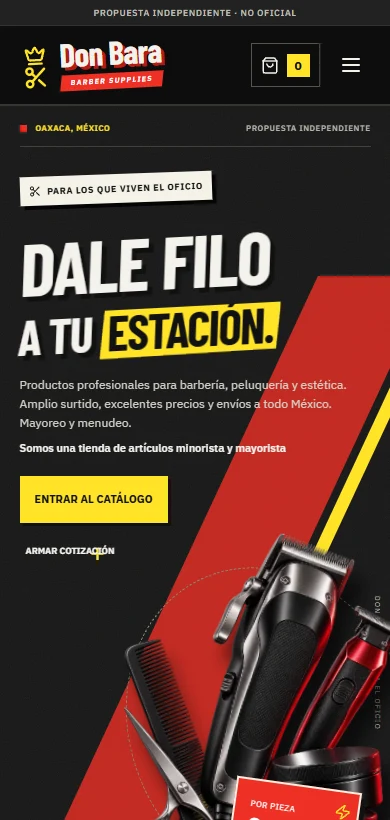 PROPUESTA INDEPENDIENTE · NO OFICIAL
Don Bara
BARBER SUPPLIES
0
OAXACA, MÉXICO
PROPUESTA INDEPENDIENTE
PARA LOS QUE VIVEN EL OFICIO
DALE FILO
A TU ESTACIÓN.
Productos profesionales para barbería, peluquería y estética.
Amplio surtido, excelentes precios y envíos a todo México.
Mayoreo y menudeo.
Somos una tienda de artículos minorista y mayorista
ENTRAR AL CATÁLOGO
ARMAR COTIZACIÓN
DON
EL OFICIO
POR PIEZA